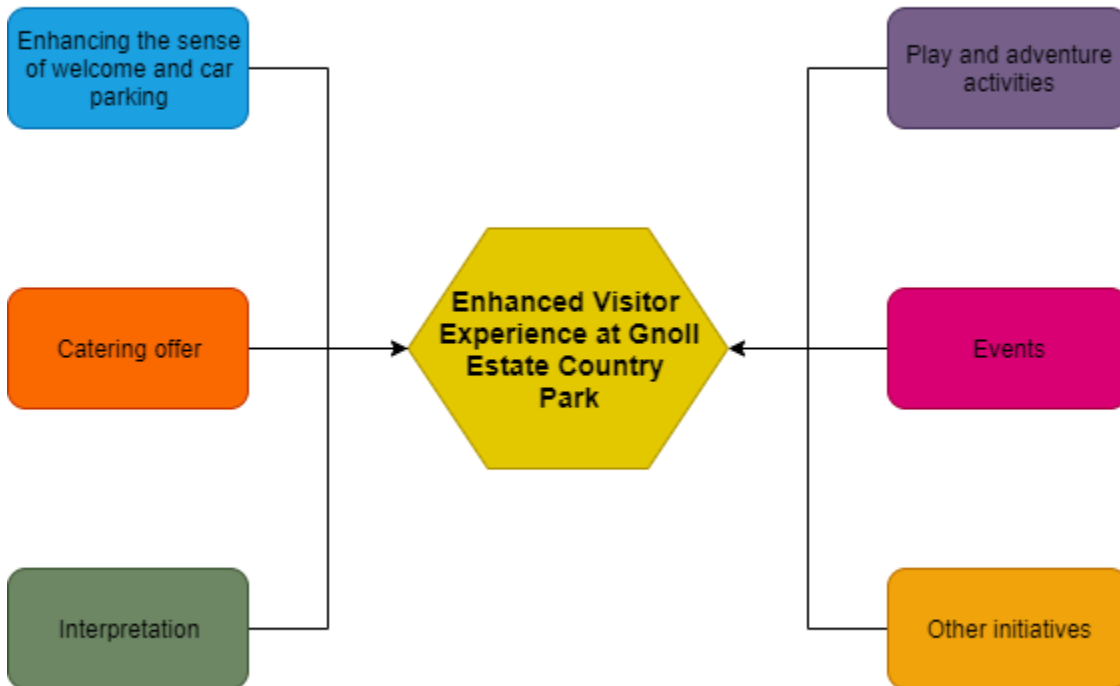 Enhancing the sense
of welcome and car
parking
Play and adventure
activities
Enhanced Visitor
Experience at Gnoll
Estate Country
Park
Catering offer
Events
Interpretation
Other initiatives